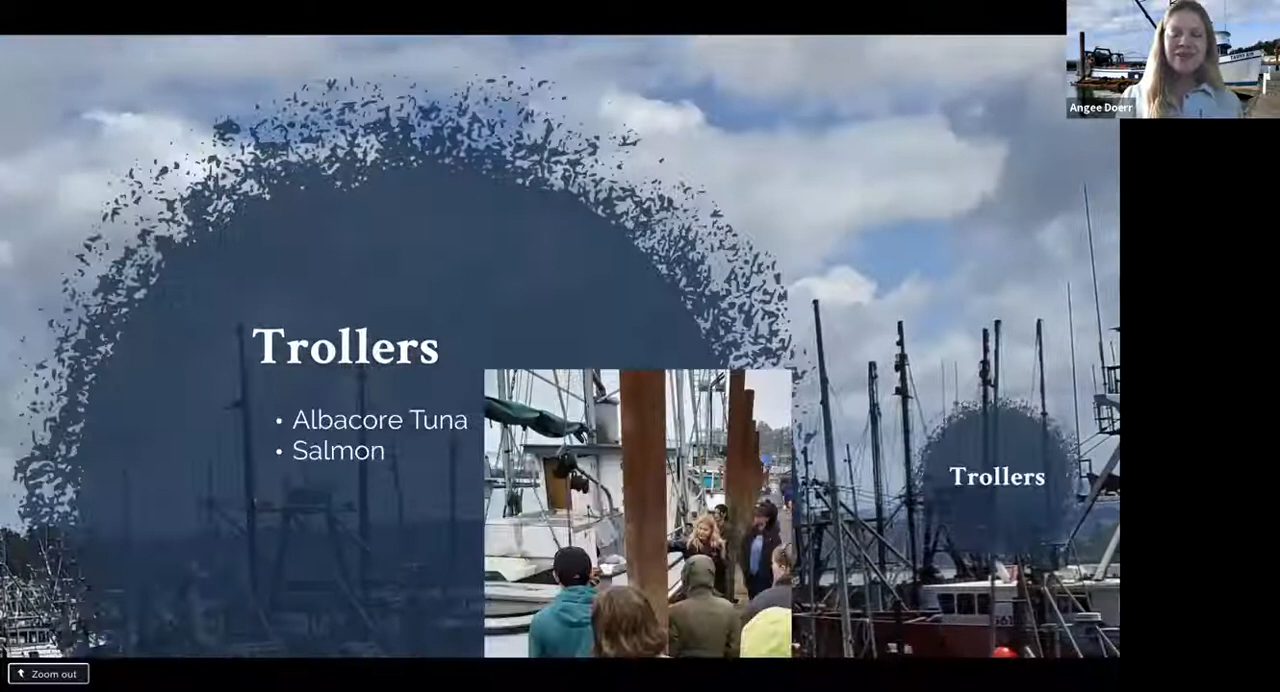 Angee Doerr
Trollers
• Albacore Tuna
• Salmon
Trollers
Zoom out